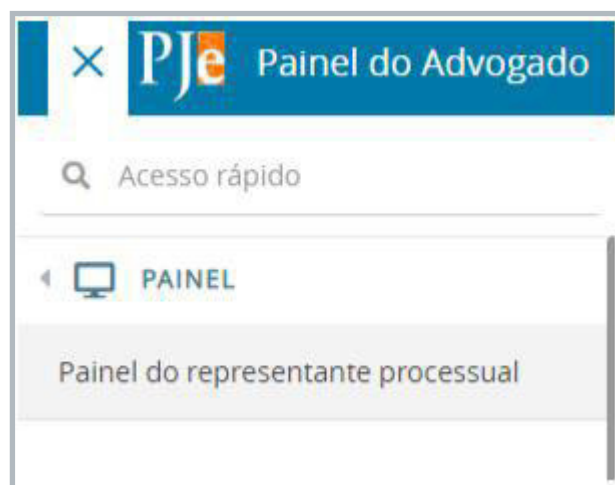 PJe Painel do Advogado
Acesso rápido
PAINEL
Painel do representante processual